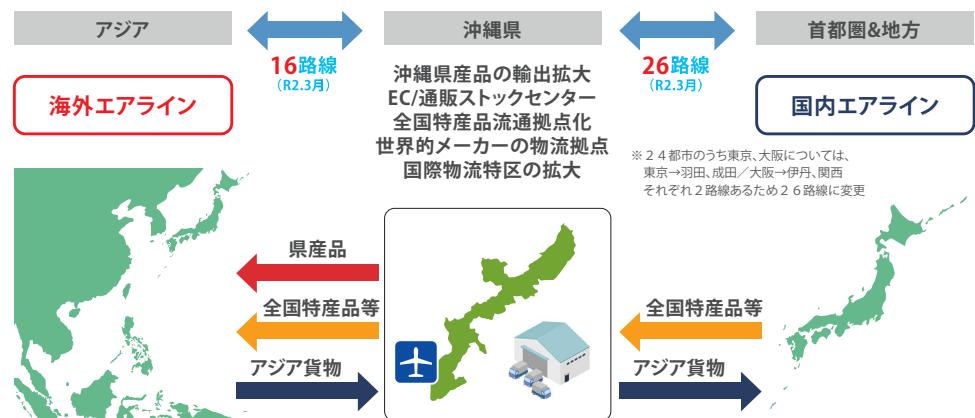 アジア
沖縄県
首都圏&地方
16路線
(R2.3月)
26路線
(R2.3月)
海外エアライン
沖縄県産品の輸出拡大
EC/通販ストックセンター
全国特産品流通拠点化
世界的メーカーの物流拠点
国際物流特区の拡大
国内エアライン
※２４都市のうち東京、大阪については、
東京→羽田、成田／大阪→伊丹、関西
それぞれ２路線あるため２６路線に変更
県産品
全国特産品等
アジア貨物
全国特産品等
アジア貨物